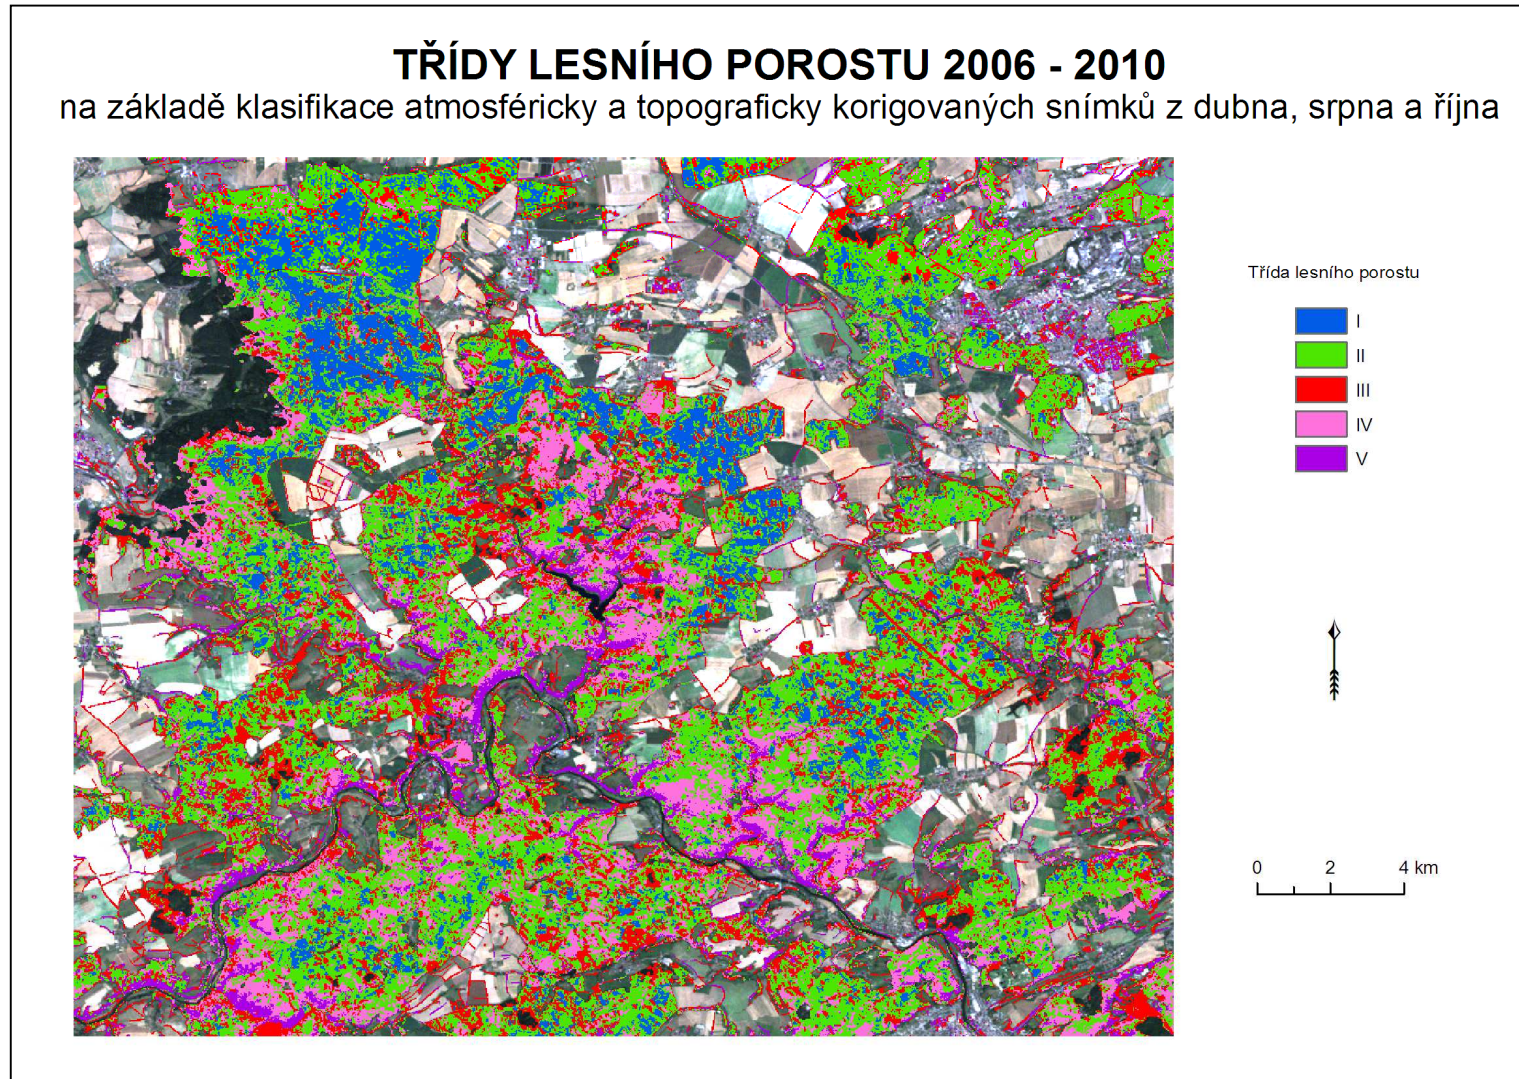 TŘÍDY LESNÍHO POROSTU 2006 - 2010
na základě klasifikace atmosféricky a topograficky korigovaných snímků z dubna, srpna a října
Třída lesního porostu
I
II
III
IV
V
0 2 4 km